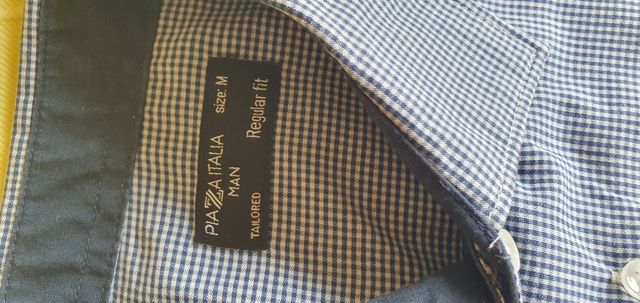 PIAZZA ITALIA
MAN
size: M
TAILORED
Regular fit